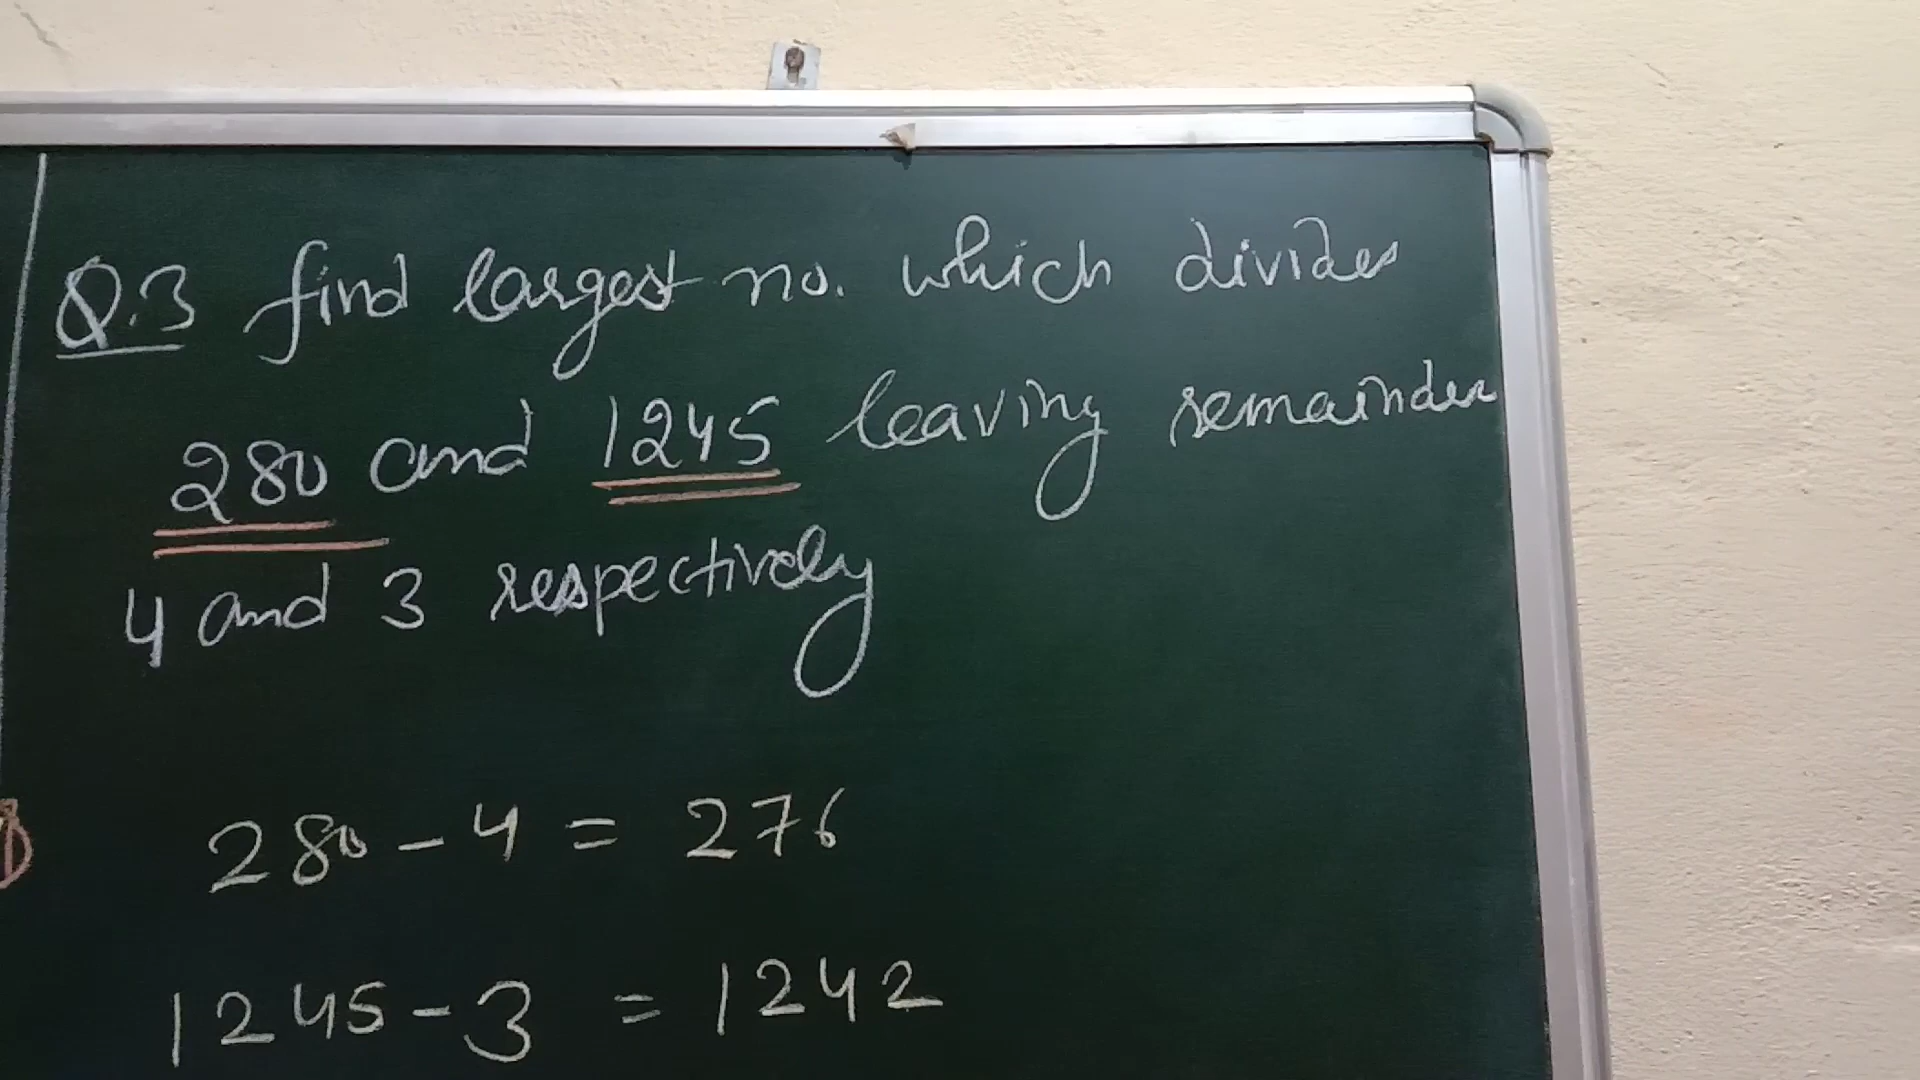 Q.3 find largest no. which divides
280 and 1245 leaving remainder
4 and 3 respectively
280 - 4 = 276
1245 - 3 = 1242